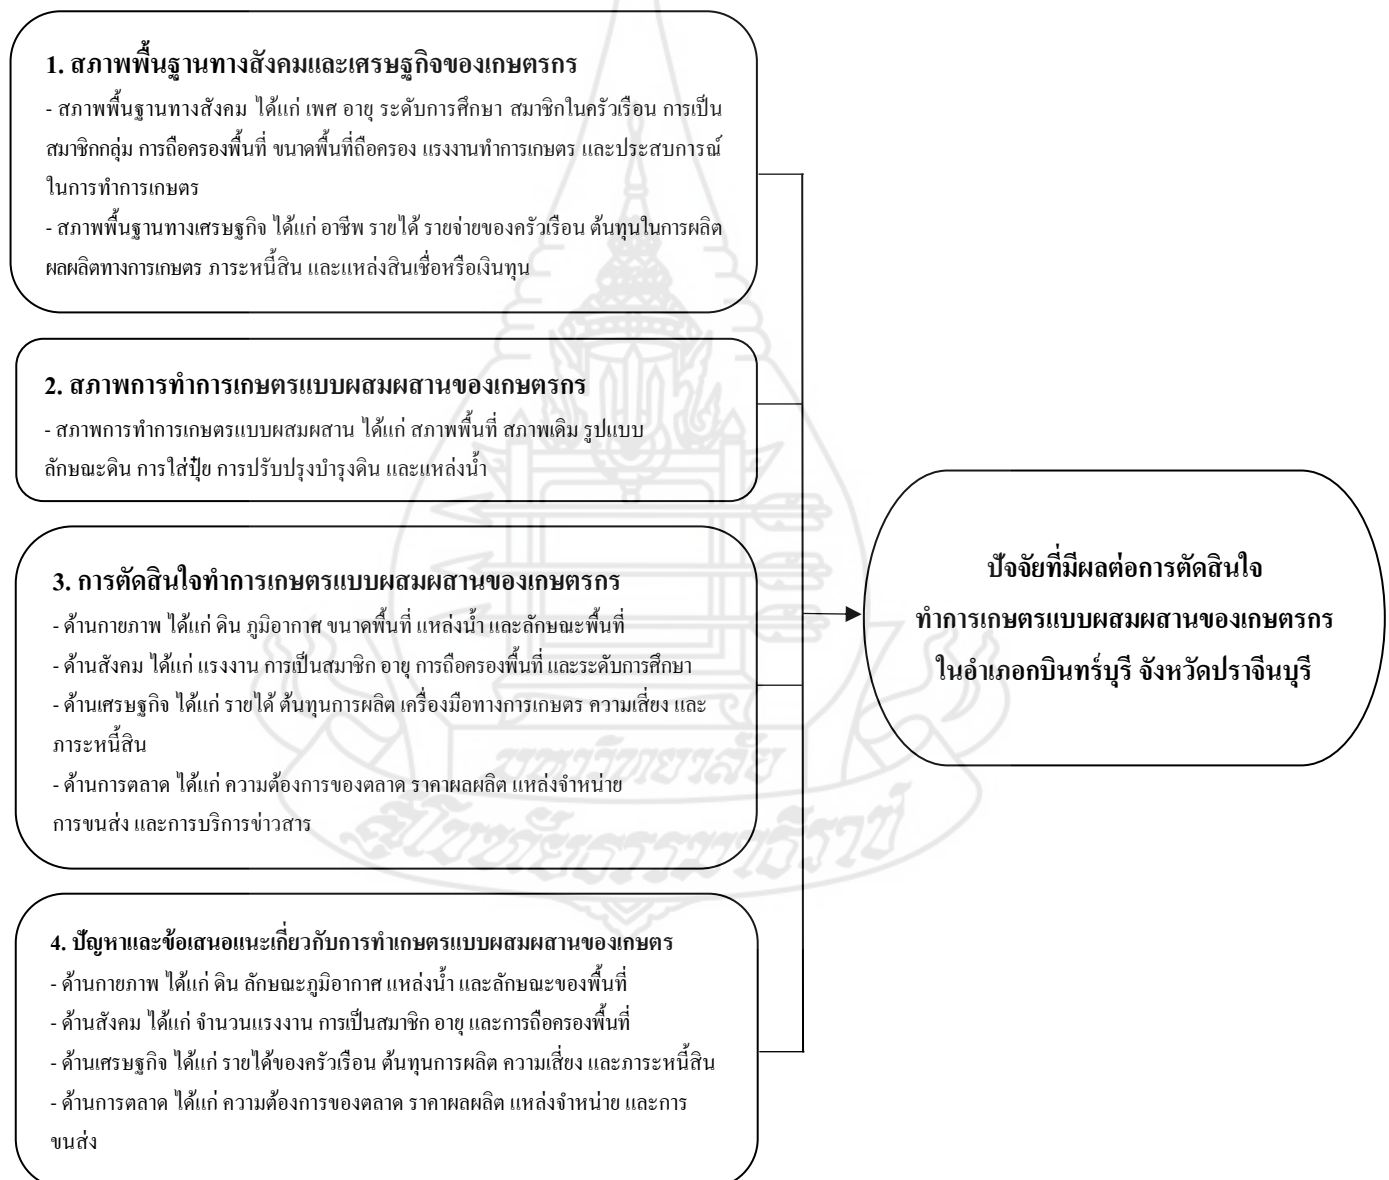 1. สภาพพื้นฐานทางสังคมและเศรษฐกิจของเกษตรกร
- สภาพพื้นฐานทางสังคม ได้แก่ เพศ อายุ ระดับการศึกษา สมาชิกในครัวเรือน การเป็น
สมาชิกกลุ่ม การถือครองพื้นที่ ขนาดพื้นที่ถือครอง แรงงานทำการเกษตร และประสบการณ์
ในการทำการเกษตร
- สภาพพื้นฐานทางเศรษฐกิจ ได้แก่ อาชีพ รายได้ รายจ่ายของครัวเรือน ต้นทุนในการผลิต
ผลผลิตทางการเกษตร ภาระหนี้สิน และแหล่งสินเชื่อหรือเงินทุน
2. สภาพการทำการเกษตรแบบผสมผสานของเกษตรกร
- สภาพการทำการเกษตรแบบผสมผสาน ได้แก่ สภาพพื้นที่ สภาพเดิม รูปแบบ
ลักษณะดิน การใส่ปุ๋ย การปรับปรุงบำรุงดิน และแหล่งน้ำ
3. การตัดสินใจทำการเกษตรแบบผสมผสานของเกษตรกร
- ด้านกายภาพ ได้แก่ ดิน ภูมิอากาศ ขนาดพื้นที่ แหล่งน้ำ และลักษณะพื้นที่
- ด้านสังคม ได้แก่ แรงงาน การเป็นสมาชิก อายุ การถือครองพื้นที่ และระดับการศึกษา
- ด้านเศรษฐกิจ ได้แก่ รายได้ ต้นทุนการผลิต เครื่องมือทางการเกษตร ความเสี่ยง และ
ภาระหนี้สิน
- ด้านการตลาด ได้แก่ ความต้องการของตลาด ราคาผลผลิต แหล่งจำหน่าย
การขนส่ง และการบริการข่าวสาร
4. ปัญหาและข้อเสนอแนะเกี่ยวกับการทำเกษตรแบบผสมผสานของเกษตร
- ด้านกายภาพ ได้แก่ ดิน ลักษณะภูมิอากาศ แหล่งน้ำ และลักษณะของพื้นที่
- ด้านสังคม ได้แก่ จำนวนแรงงาน การเป็นสมาชิก อายุ และการถือครองพื้นที่
- ด้านเศรษฐกิจ ได้แก่ รายได้ของครัวเรือน ต้นทุนการผลิต ความเสี่ยง และภาระหนี้สิน
- ด้านการตลาด ได้แก่ ความต้องการของตลาด ราคาผลผลิต แหล่งจำหน่าย และการ
ขนส่ง
ปัจจัยที่มีผลต่อการตัดสินใจ
ทำการเกษตรแบบผสมผสานของเกษตรกร
ในอำเภอกบินทร์บุรี จังหวัดปราจีนบุรี
มหาวิทยาลัย
สุโขทัยธรรมาธิราช